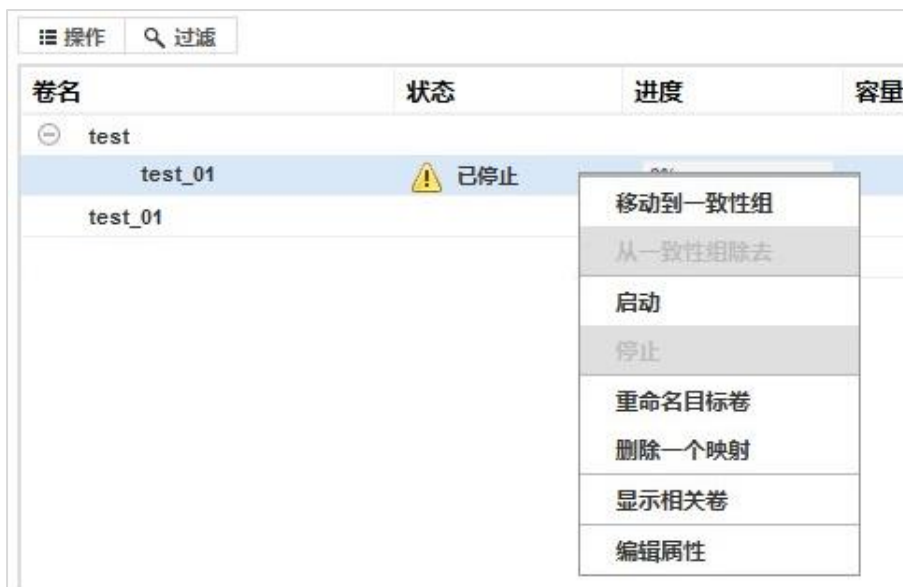 操作 过滤
卷名 状态 进度 容量
test
test_01 已停止
test_01
移动到一致性组
从一致性组除去
启动
停止
重命名目标卷
删除一个映射
显示相关卷
编辑属性